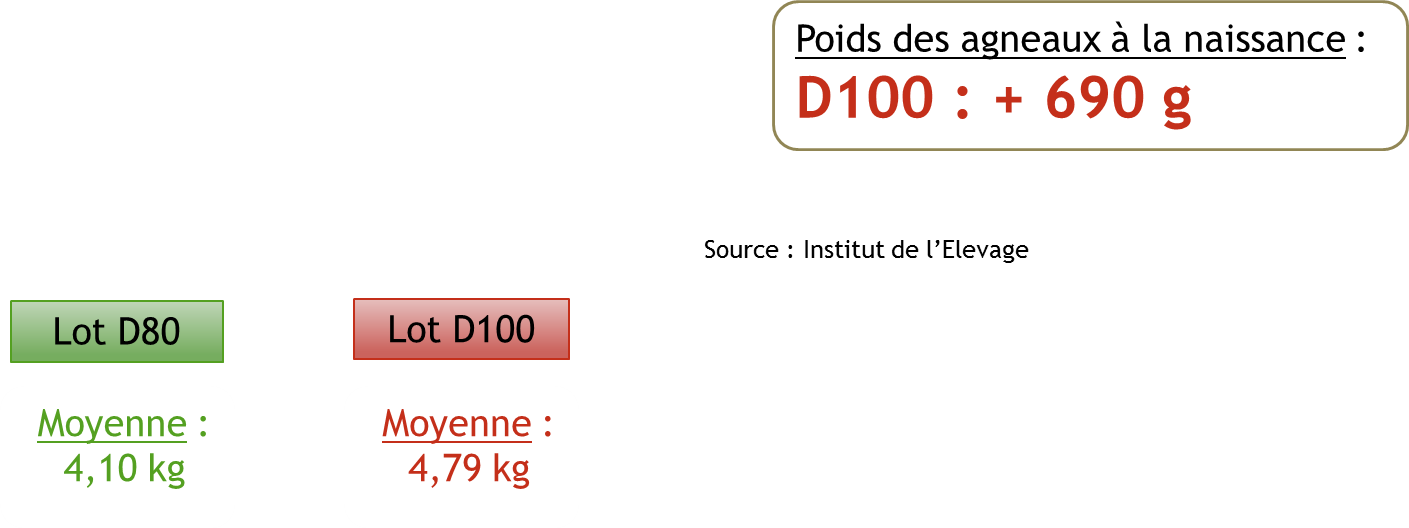 Poids des agneaux à la naissance :
D100 : + 690 g
Source : Institut de l’Elevage
Lot D80
Lot D100
Moyenne :
4,10 kg
Moyenne :
4,79 kg